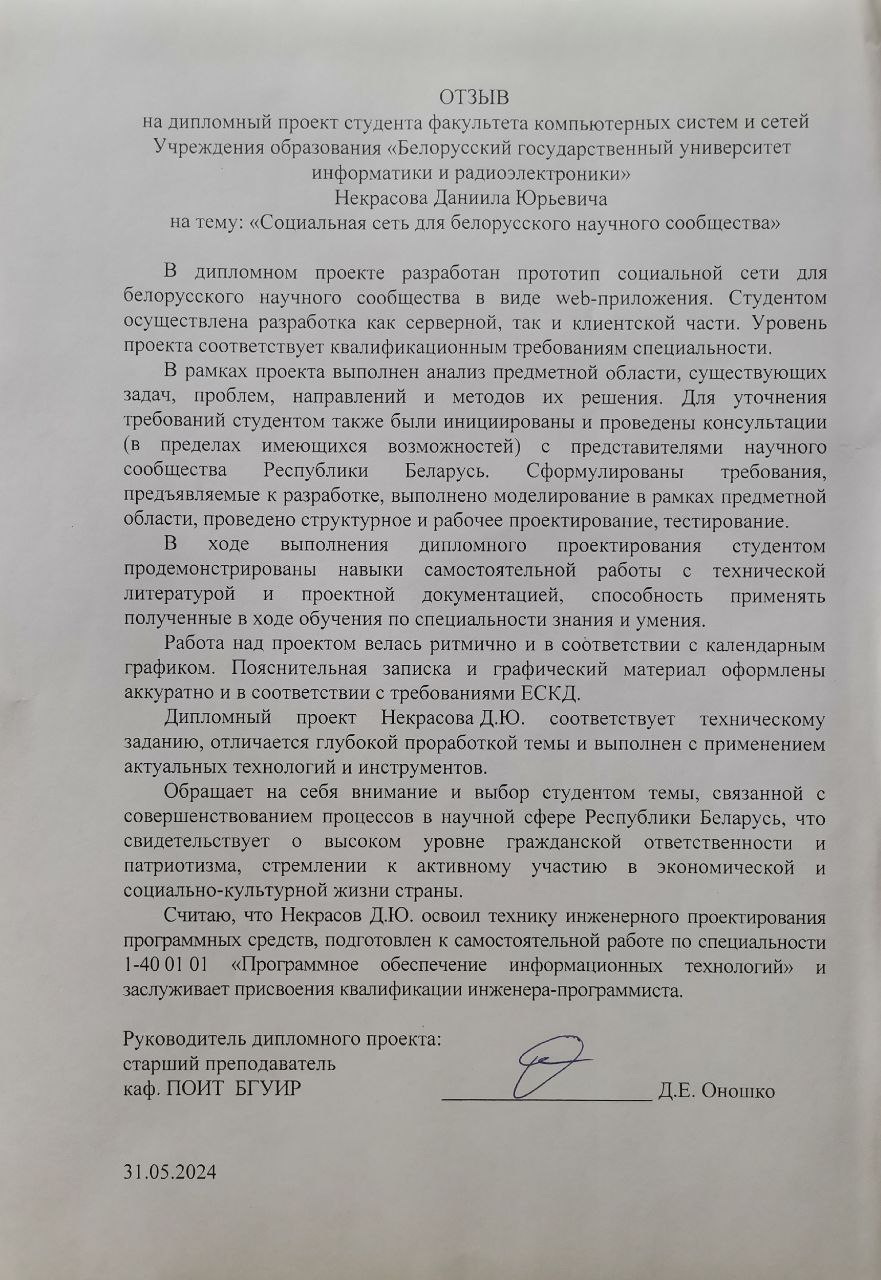 ОТЗЫВ
на дипломный проект студента факультета компьютерных систем и сетей
Учреждения образования «Белорусский государственный университет
информатики и радиоэлектроники»
Некрасова Даниила Юрьевича
на тему: «Социальная сеть для белорусского научного сообщества»
В дипломном проекте разработан прототип социальной сети для
белорусского научного сообщества в виде web-приложения. Студентом
осуществлена разработка как серверной, так и клиентской части. Уровень
проекта соответствует квалификационным требованиям специальности.
В рамках проекта выполнен анализ предметной области, существующих
задач, проблем, направлений и методов их решения. Для уточнения
требований студентом также были инициированы и проведены консультации
(в пределах имеющихся возможностей) с представителями научного
сообщества Республики Беларусь. Сформулированы требования,
предъявляемые к разработке, выполнено моделирование в рамках предметной
области, проведено структурное и рабочее проектирование, тестирование.
В ходе выполнения дипломного проектирования студентом
продемонстрированы навыки самостоятельной работы с технической
литературой и проектной документацией, способность применять
полученные в ходе обучения по специальности знания и умения.
Работа над проектом велась ритмично и в соответствии с календарным
графиком. Пояснительная записка и графический материал оформлены
аккуратно и в соответствии с требованиями ЕСКД.
Дипломный проект Некрасова Д.Ю. соответствует техническому
заданию, отличается глубокой проработкой темы и выполнен с применением
актуальных технологий и инструментов.
Обращает на себя внимание и выбор студентом темы, связанной с
совершенствованием процессов в научной сфере Республики Беларусь, что
свидетельствует о высоком уровне гражданской ответственности и
патриотизма, стремлении к активному участию в экономической и
социально-культурной жизни страны.
Считаю, что Некрасов Д.Ю. освоил технику инженерного проектирования
программных средств, подготовлен к самостоятельной работе по специальности
1-40 01 01 «Программное обеспечение информационных технологий» и
заслуживает присвоения квалификации инженера-программиста.
Руководитель дипломного проекта:
старший преподаватель
каф. ПОИТ БГУИР ____________________ Д.Е. Оношко
31.05.2024